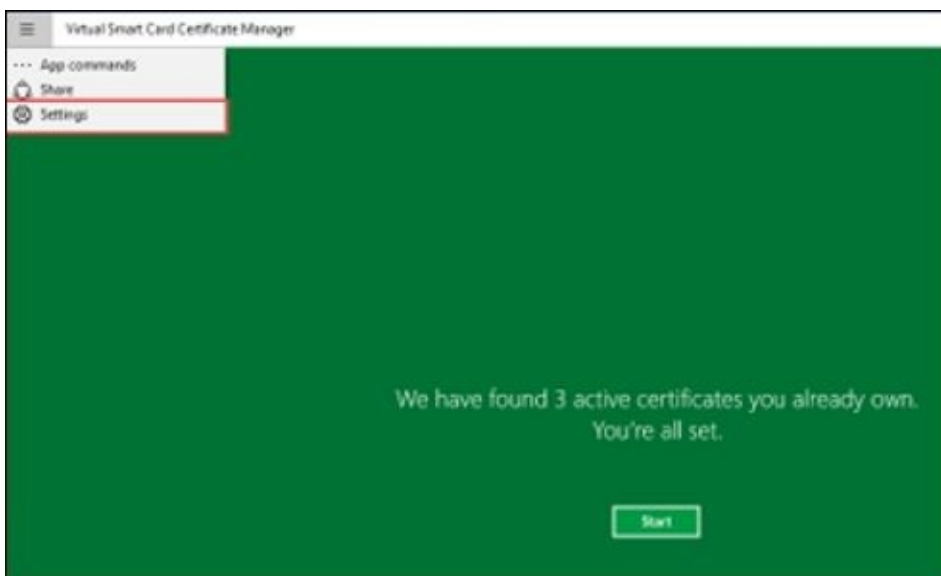 Virtual Smart Card Certificate Manager
App commands
Share
Settings
We have found 3 active certificates you already own.
You're all set.
Start